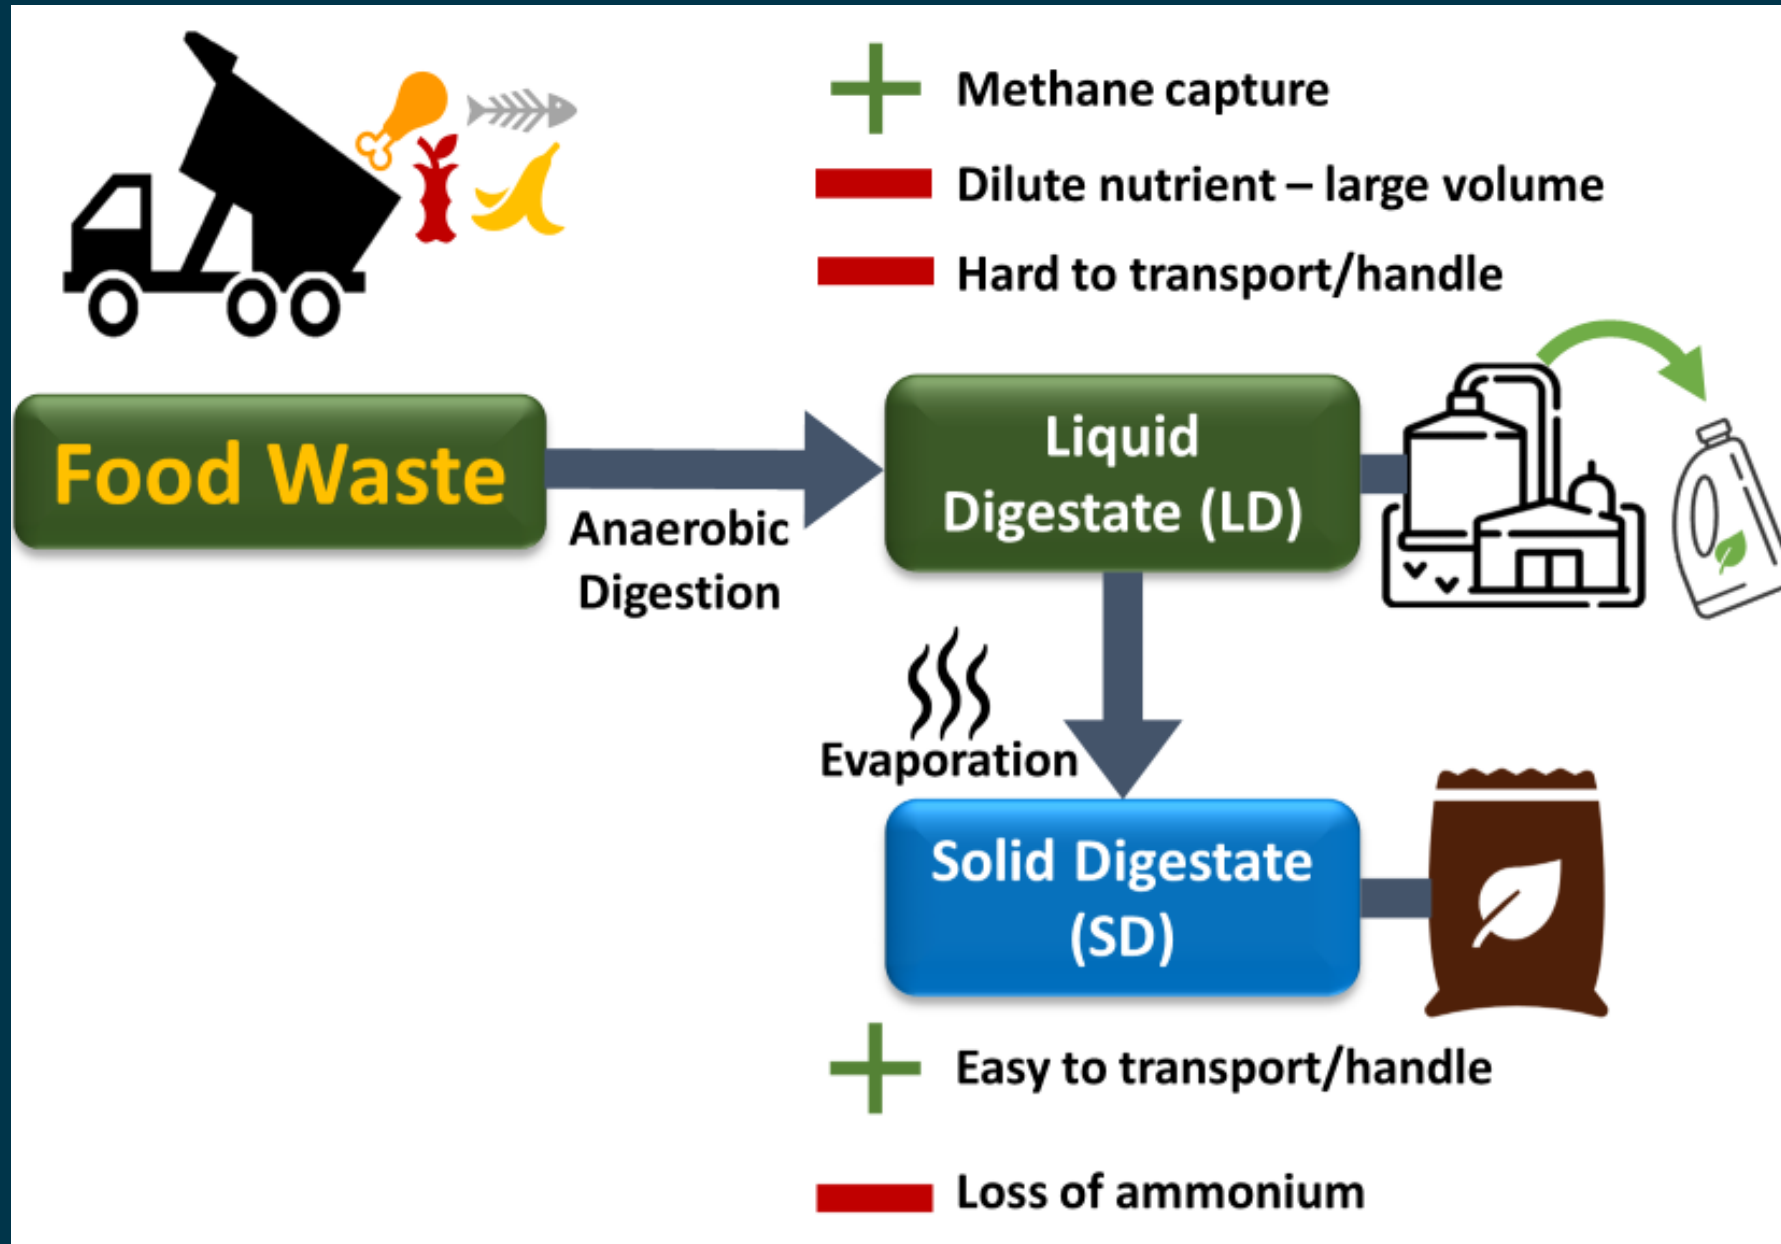 Methane capture
Dilute nutrient – large volume
Hard to transport/handle
Food Waste
Anaerobic
Digestion
Liquid
Digestate (LD)
Evaporation
Solid Digestate
(SD)
Easy to transport/handle
Loss of ammonium